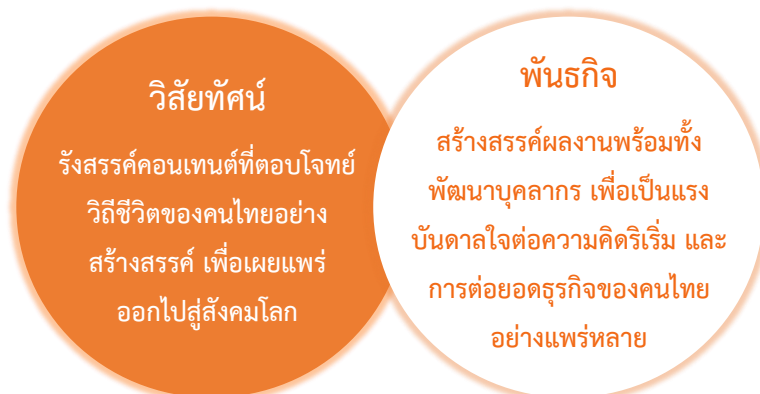 วิสัยทัศน์
รังสรรค์คอนเทนต์ที่ตอบโจทย์
วิถีชีวิตของคนไทยอย่าง
สร้างสรรค์ เพื่อเผยแพร่
ออกไปสู่สังคมโลก
พันธกิจ
สร้างสรรค์ผลงานพร้อมทั้ง
พัฒนาบุคลากร เพื่อเป็นแรง
บันดาลใจต่อความคิดริเริ่ม และ
การต่อยอดธุรกิจของคนไทย
อย่างแพร่หลาย